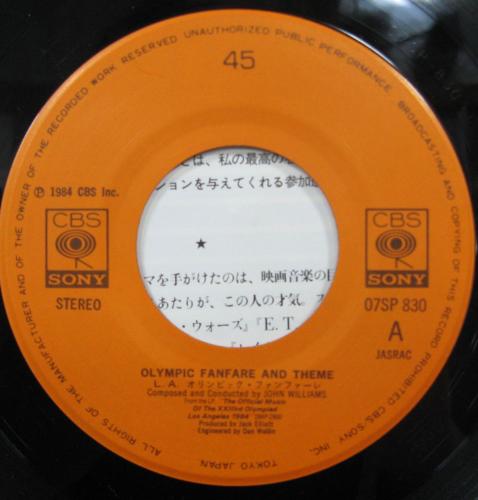 ALL RIGHTS OF THE MANUFACTURER AND OF THE OWNER OF THE RECORDED WORK RESERVED UNAUTHORIZED PUBLIC PERFORMANCE, BROADCASTING AND COPYING OF THIS RECORD PROHIBITED CBS/SONY INC. TOKYO JAPAN
45
Ⓟ 1984 CBS Inc.
CBS
SONY
STEREO
CBS
SONY
07SP 830
A
JASRAC
とは、私の最高の
ションを与えてくれる参加
★
マを手がけたのは、映画音楽の
あたりが、この人の才気。
・ウォーズ』『E.T
OLYMPIC FANFARE AND THEME
L.A. オリンピック・ファンファーレ
Composed and Conducted by JOHN WILLIAMS
from the LP. "The Official Music
Of The XXIIIrd Olympiad
Los Angeles 1984"
Produced by Jack Elliott
Engineered by Dan Wallin